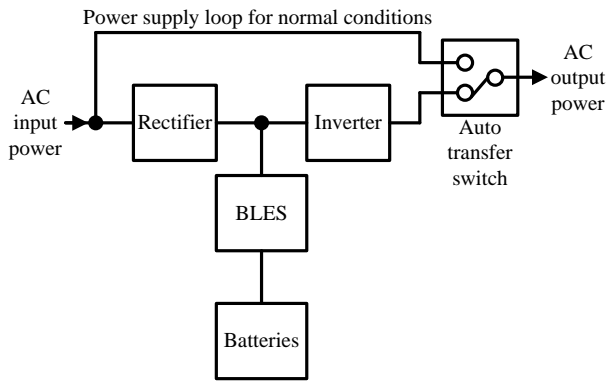 Power supply loop for normal conditions
AC
input
power
Rectifier
Inverter
Auto
transfer
switch
AC
output
power
BLES
Batteries